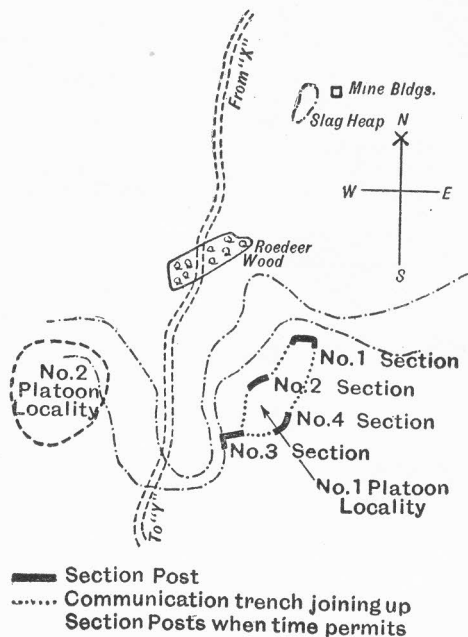 From "X"
Mine Bldgs.
Slag Heap
N
W
E
S
Roedeer
Wood
No.2
Platoon
Locality
No.1 Section
No.2 Section
No.4 Section
No.3 Section
No.1 Platoon
Locality
To "Y"
Section Post
Communication trench joining up
Section Posts when time permits